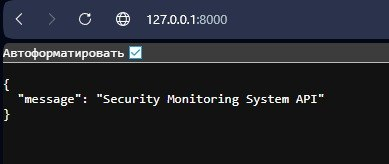 127.0.0.1:8000
Автоформатировать
{
  "message": "Security Monitoring System API"
}